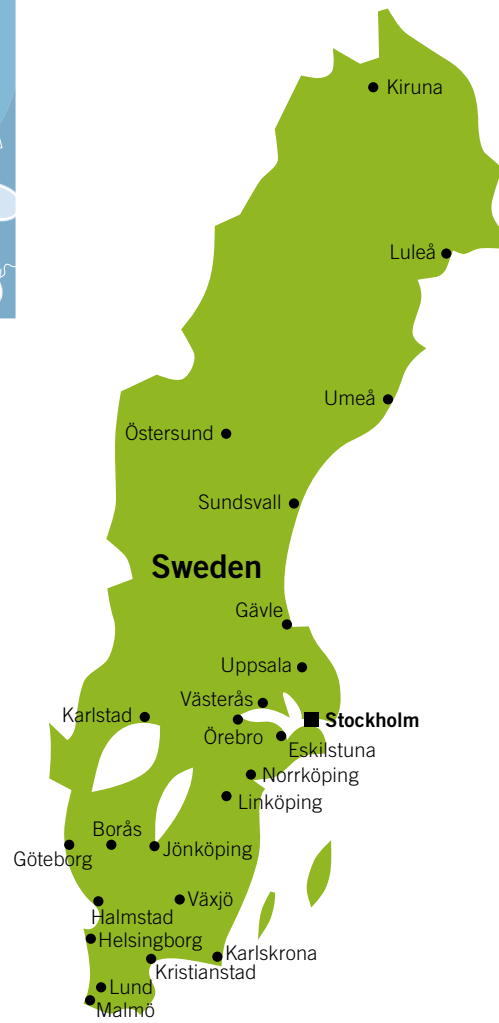 Kiruna
Luleå
Umeå
Östersund
Sundsvall
Sweden
Gävle
Uppsala
Västerås
Karlstad
Stockholm
Örebro
Eskilstuna
Norrköping
Linköping
Borås
Göteborg
Jönköping
Växjö
Halmstad
Helsingborg
Karlskrona
Kristianstad
Lund
Malmö